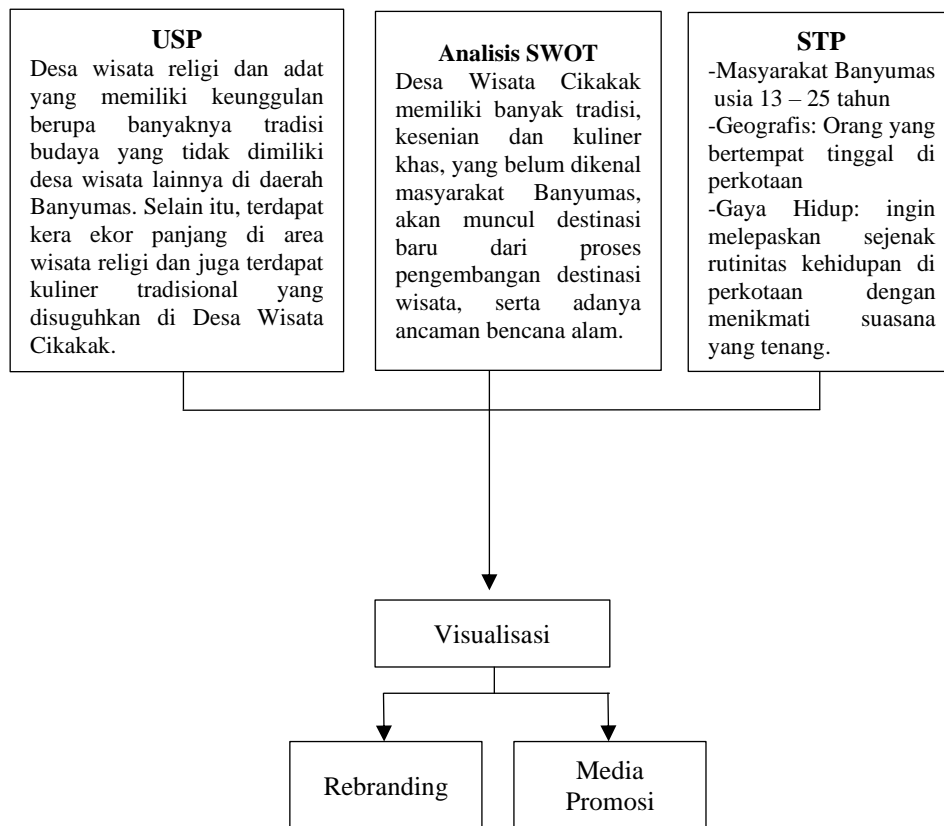 USP
Desa wisata religi dan adat
yang memiliki keunggulan
berupa banyaknya tradisi
budaya yang tidak dimiliki
desa wisata lainnya di daerah
Banyumas. Selain itu, terdapat
kera ekor panjang di area
wisata religi dan juga terdapat
kuliner tradisional yang
disuguhkan di Desa Wisata
Cikakak.
Analisis SWOT
Desa Wisata Cikakak
memiliki banyak tradisi,
kesenian dan kuliner
khas, yang belum dikenal
masyarakat Banyumas,
akan muncul destinasi
baru dari proses
pengembangan destinasi
wisata, serta adanya
ancaman bencana alam.
STP
-Masyarakat Banyumas
usia 13 – 25 tahun
-Geografis: Orang yang
bertempat tinggal di
perkotaan
-Gaya Hidup: ingin
melepaskan sejenak
rutinitas kehidupan di
perkotaan dengan
menikmati suasana
yang tenang.
Visualisasi
Rebranding
Media
Promosi